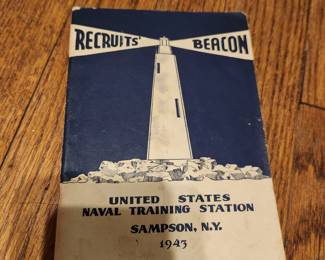 RECRUITS' BEACON
UNITED STATES
NAVAL TRAINING STATION
SAMPSON, N.Y.
1943